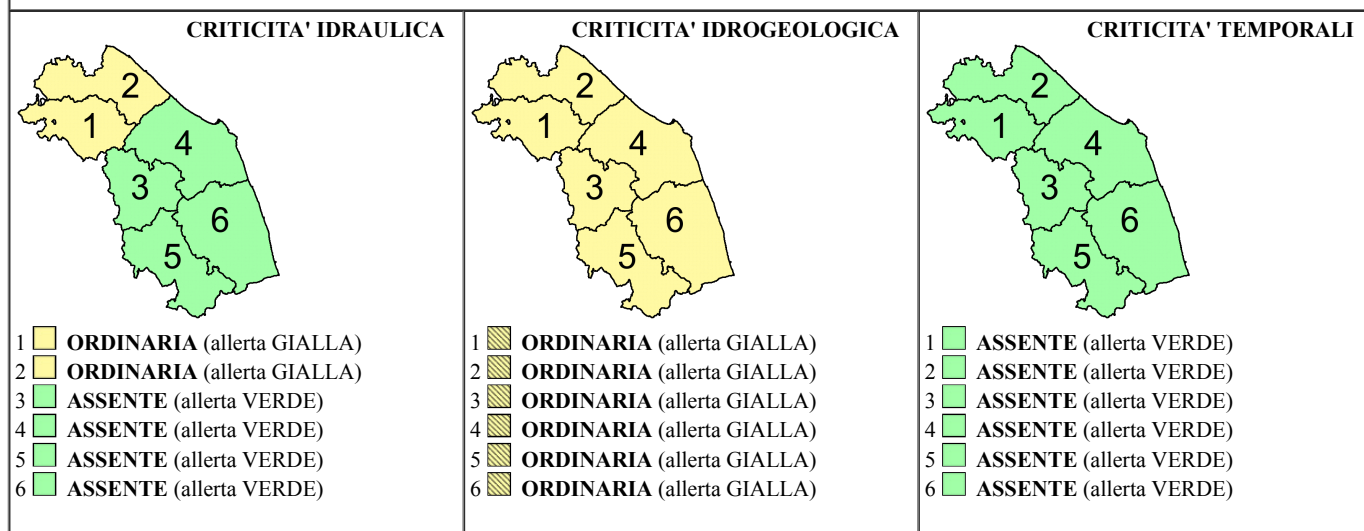 CRITICITA' IDRAULICA
2
1
4
3
6
5
1 ORDINARIA (allerta GIALLA)
2 ORDINARIA (allerta GIALLA)
3 ASSENTE (allerta VERDE)
4 ASSENTE (allerta VERDE)
5 ASSENTE (allerta VERDE)
6 ASSENTE (allerta VERDE)
CRITICITA' IDROGEOLOGICA
2
1
4
3
6
5
1 ORDINARIA (allerta GIALLA)
2 ORDINARIA (allerta GIALLA)
3 ORDINARIA (allerta GIALLA)
4 ORDINARIA (allerta GIALLA)
5 ORDINARIA (allerta GIALLA)
6 ORDINARIA (allerta GIALLA)
CRITICITA' TEMPORALI
2
1
4
3
6
5
1 ASSENTE (allerta VERDE)
2 ASSENTE (allerta VERDE)
3 ASSENTE (allerta VERDE)
4 ASSENTE (allerta VERDE)
5 ASSENTE (allerta VERDE)
6 ASSENTE (allerta VERDE)